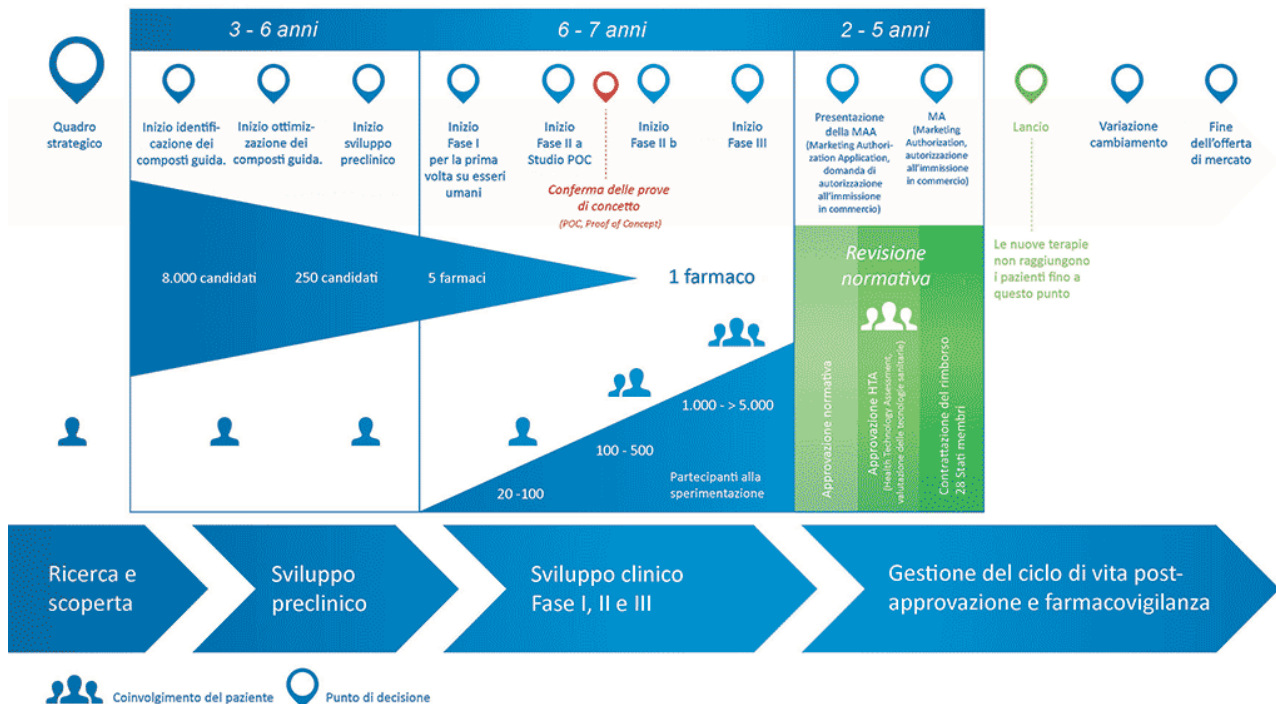 3 - 6 anni
6 - 7 anni
2 - 5 anni
Quadro
strategico
Inizio identifi-
cazione dei
composti guida.
Inizio ottimiz-
zazione dei
composti guida.
Inizio
sviluppo
preclinico
Inizio
Fase I
per la prima
volta su esseri
umani
Inizio
Fase II a
Studio POC
Conferma delle prove
di concetto
(POC, Proof of Concept)
Inizio
Fase II b
Inizio
Fase III
Presentazione
della MAA
(Marketing Authori-
zation Application,
domanda di
autorizzazione
all'immissione
in commercio)
MA
(Marketing
Authorization,
autorizzazione
all'immissione
in commercio)
Lancio
Variazione
cambiamento
Fine
dell'offerta
di mercato
8.000 candidati
250 candidati
5 farmaci
1 farmaco
Revisione
normativa
Le nuove terapie
non raggiungono
i pazienti fino a
questo punto
20 -100
100 - 500
1.000 - > 5.000
Partecipanti alla
sperimentazione
Approvazione normativa
Approvazione HTA
(Health Technology Assessment,
valutazione delle tecnologie sanitarie)
Contrattazione del rimborso
28 Stati membri
Ricerca e
scoperta
Sviluppo
preclinico
Sviluppo clinico
Fase I, II e III
Gestione del ciclo di vita post-
approvazione e farmacovigilanza
Coinvolgimento del paziente
Punto di decisione